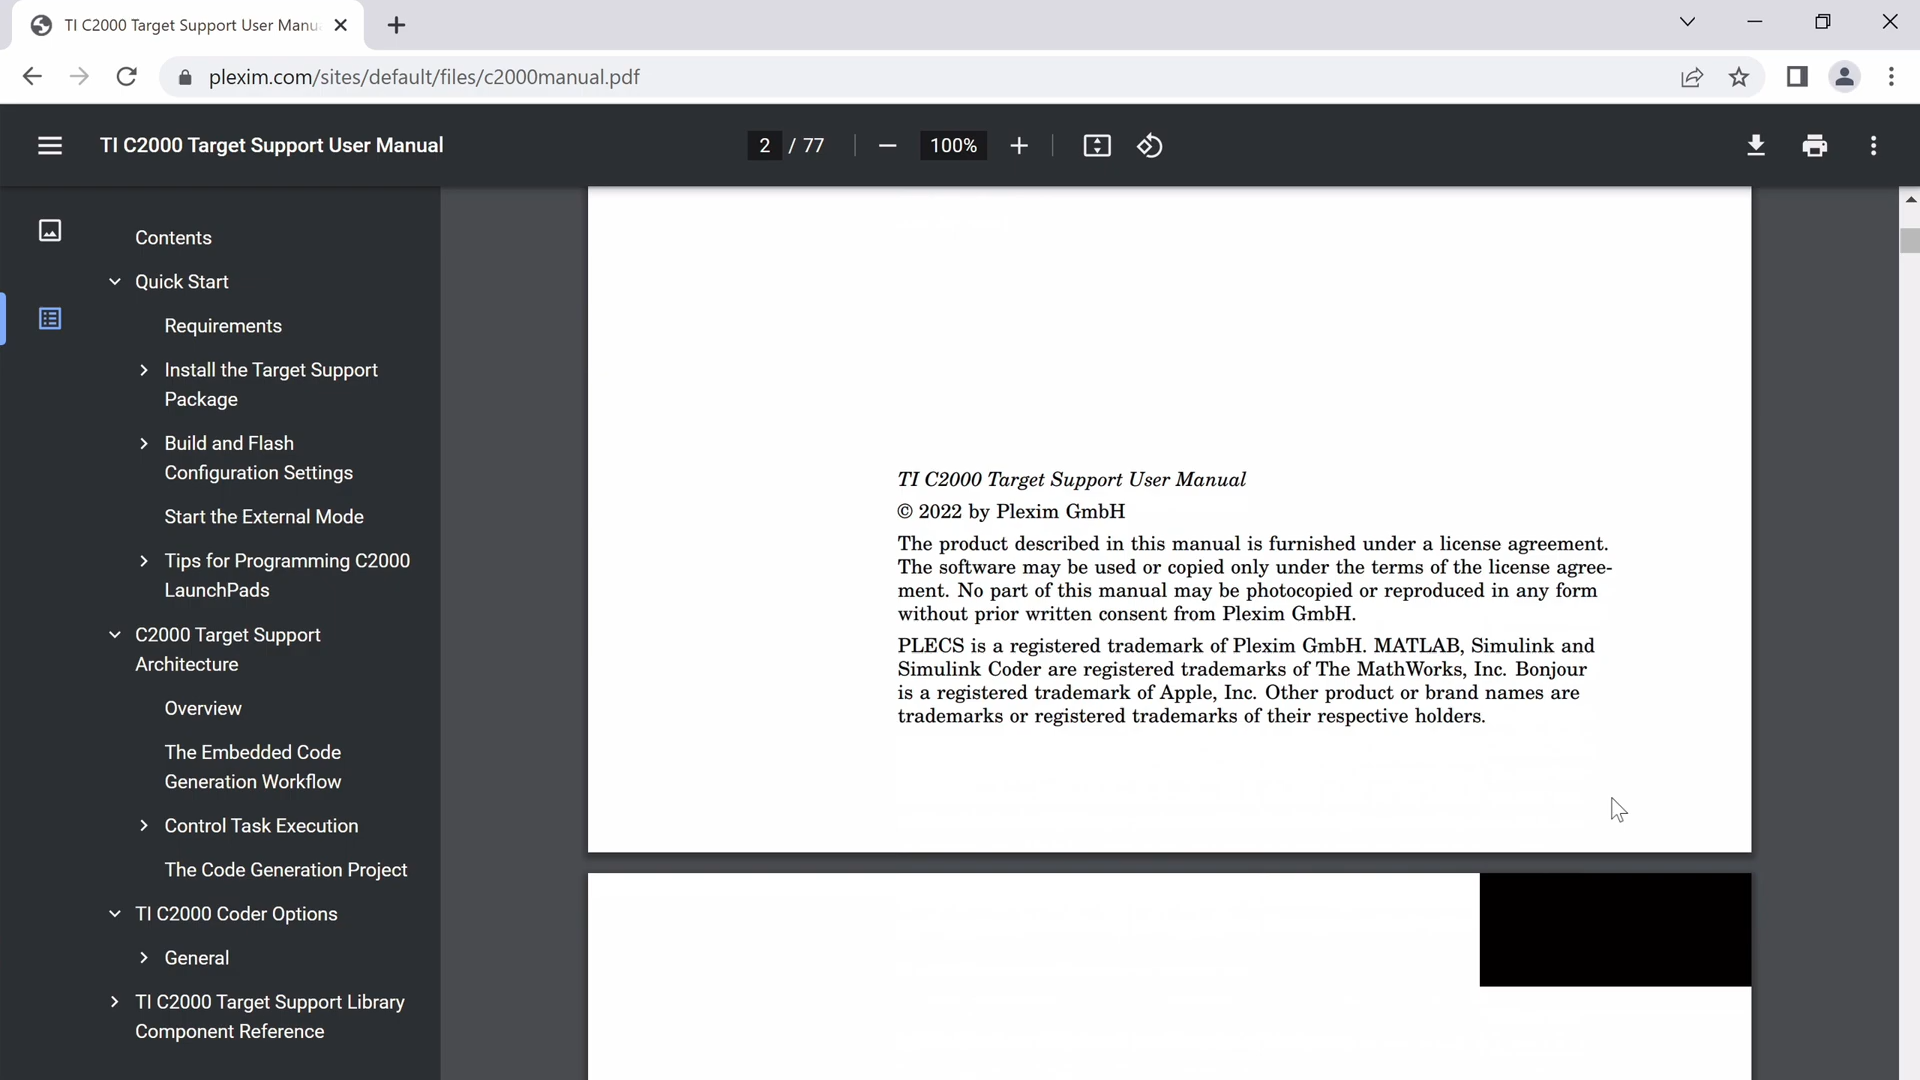 TI C2000 Target Support User Manu
plexim.com/sites/default/files/c2000manual.pdf
TI C2000 Target Support User Manual
2 / 77
100%
Contents
Quick Start
Requirements
Install the Target Support
Package
Build and Flash
Configuration Settings
Start the External Mode
Tips for Programming C2000
LaunchPads
C2000 Target Support
Architecture
Overview
The Embedded Code
Generation Workflow
Control Task Execution
The Code Generation Project
TI C2000 Coder Options
General
TI C2000 Target Support Library
Component Reference
TI C2000 Target Support User Manual
© 2022 by Plexim GmbH
The product described in this manual is furnished under a license agreement.
The software may be used or copied only under the terms of the license agree-
ment. No part of this manual may be photocopied or reproduced in any form
without prior written consent from Plexim GmbH.
PLECS is a registered trademark of Plexim GmbH. MATLAB, Simulink and
Simulink Coder are registered trademarks of The MathWorks, Inc. Bonjour
is a registered trademark of Apple, Inc. Other product or brand names are
trademarks or registered trademarks of their respective holders.